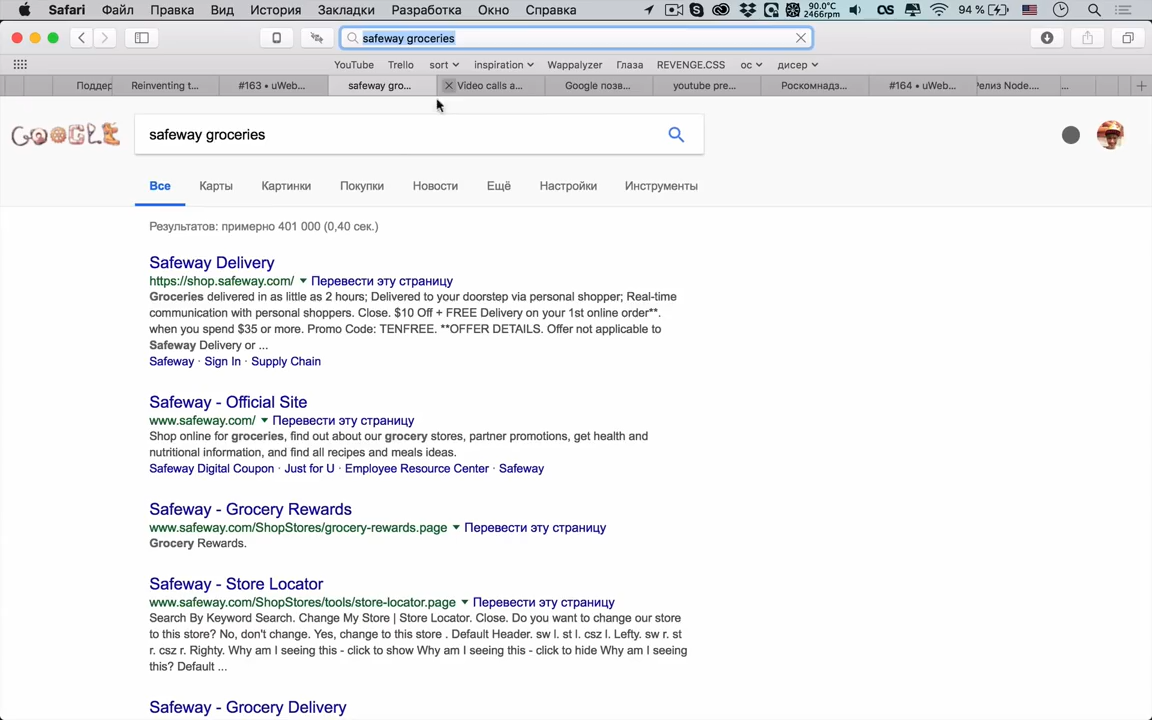 Safari Файл Правка Вид История Закладки Разработка Окно Справка 90.0°C 2466rpm 94 %
safeway groceries
YouTube Trello sort inspiration Wappalyzer Глаза REVENGE.CSS ос дисер
Поддер Reinventing t... #163 • uWeb... safeway gro... Video calls a... Google позв... youtube pre... Роскомнадз... #164 • uWeb... Релиз Node.... ...
GOOGLE safeway groceries
Все Карты Картинки Покупки Новости Ещё Настройки Инструменты
Результатов: примерно 401 000 (0,40 сек.)
Safeway Delivery
https://shop.safeway.com/ Перевести эту страницу
Groceries delivered in as little as 2 hours; Delivered to your doorstep via personal shopper; Real-time
communication with personal shoppers. Close. $10 Off + FREE Delivery on your 1st online order**.
when you spend $35 or more. Promo Code: TENFREE. **OFFER DETAILS. Offer not applicable to
Safeway Delivery or ...
Safeway · Sign In · Supply Chain
Safeway - Official Site
www.safeway.com/ Перевести эту страницу
Shop online for groceries, find out about our grocery stores, partner promotions, get health and
nutritional information, and find all recipes and meals ideas.
Safeway Digital Coupon · Just for U · Employee Resource Center · Safeway
Safeway - Grocery Rewards
www.safeway.com/ShopStores/grocery-rewards.page Перевести эту страницу
Grocery Rewards.
Safeway - Store Locator
www.safeway.com/ShopStores/tools/store-locator.page Перевести эту страницу
Search By Keyword Search. Change My Store | Store Locator. Close. Do you want to change our store
to this store? No, don't change. Yes, change to this store . Default Header. sw l. st l. csz l. Lefty. sw r. st
r. csz r. Righty. Why am I seeing this - click to show Why am I seeing this - click to hide Why am I seeing
this? Default ...
Safeway - Grocery Delivery